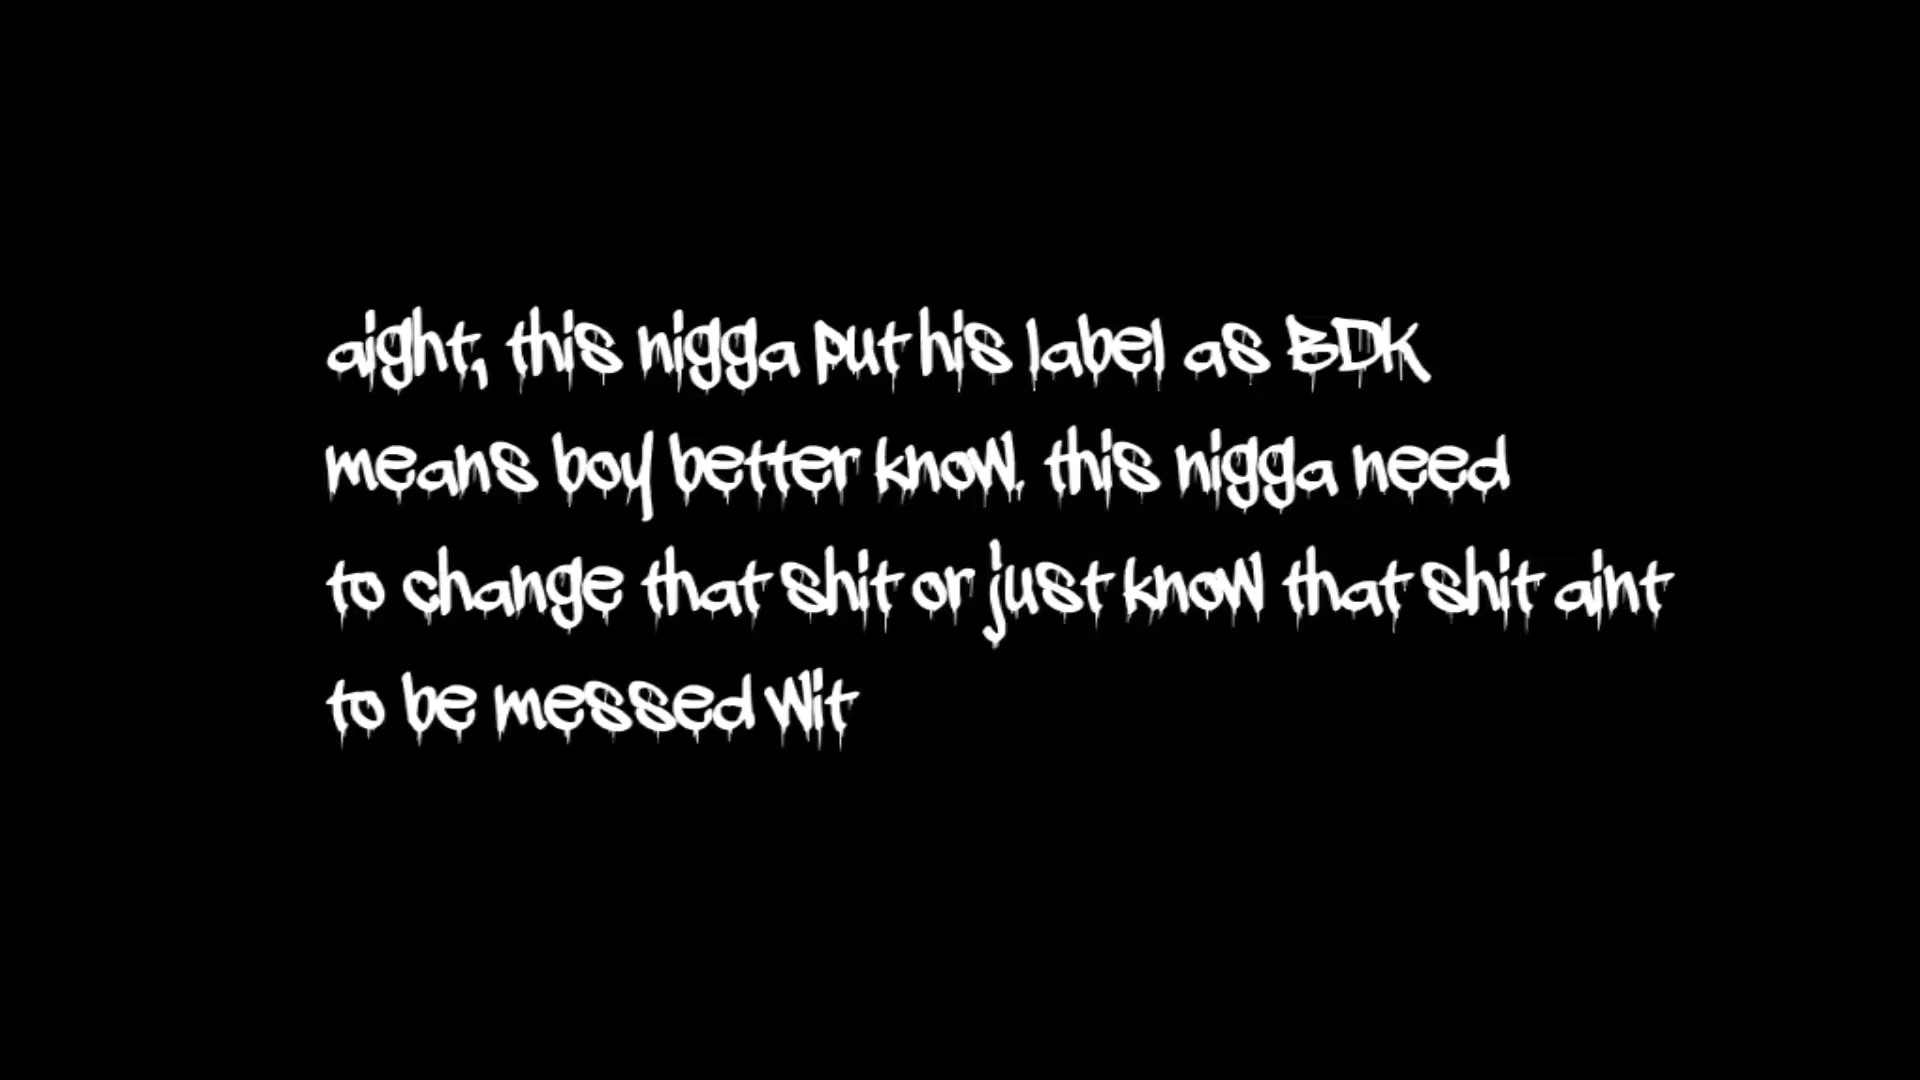 aight, this nigga put his label as BDK
means boy better know. this nigga need
to change that shit or just know that shit aint
to be messed wit